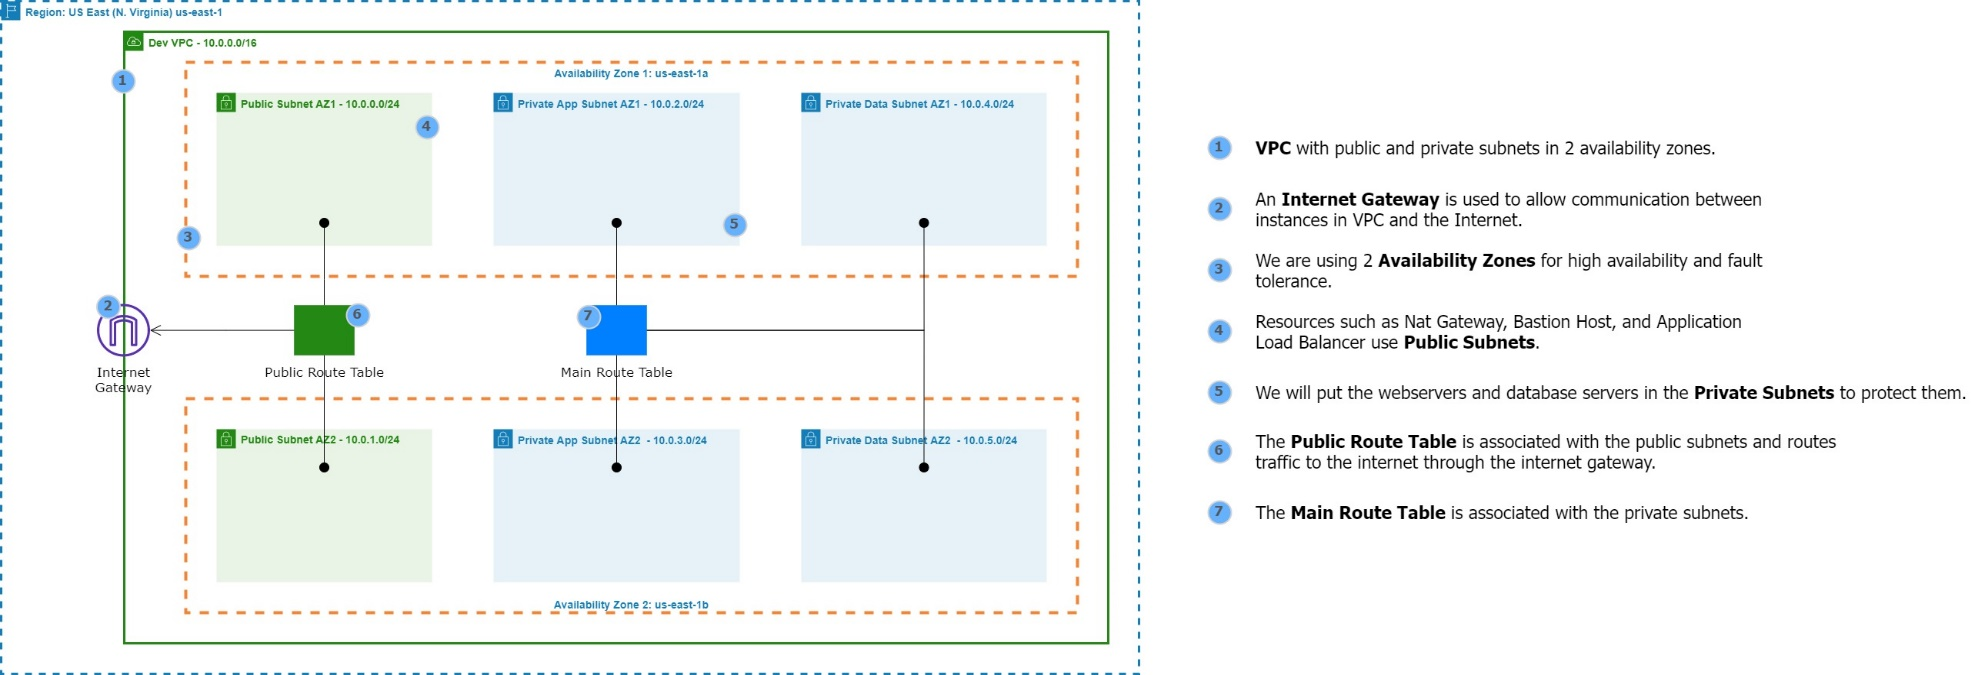 Region: US East (N. Virginia) us-east-1
Dev VPC - 10.0.0.0/16
1
Availability Zone 1: us-east-1a
Public Subnet AZ1 - 10.0.0.0/24
Private App Subnet AZ1 - 10.0.2.0/24
Private Data Subnet AZ1 - 10.0.4.0/24
4
5
3
2
6
7
Internet
Gateway
Public Route Table
Main Route Table
Public Subnet AZ2 - 10.0.1.0/24
Private App Subnet AZ2 - 10.0.3.0/24
Private Data Subnet AZ2 - 10.0.5.0/24
Availability Zone 2: us-east-1b
1 VPC with public and private subnets in 2 availability zones.
2 An Internet Gateway is used to allow communication between
instances in VPC and the Internet.
3 We are using 2 Availability Zones for high availability and fault
tolerance.
4 Resources such as Nat Gateway, Bastion Host, and Application
Load Balancer use Public Subnets.
5 We will put the webservers and database servers in the Private Subnets to protect them.
6 The Public Route Table is associated with the public subnets and routes
traffic to the internet through the internet gateway.
7 The Main Route Table is associated with the private subnets.